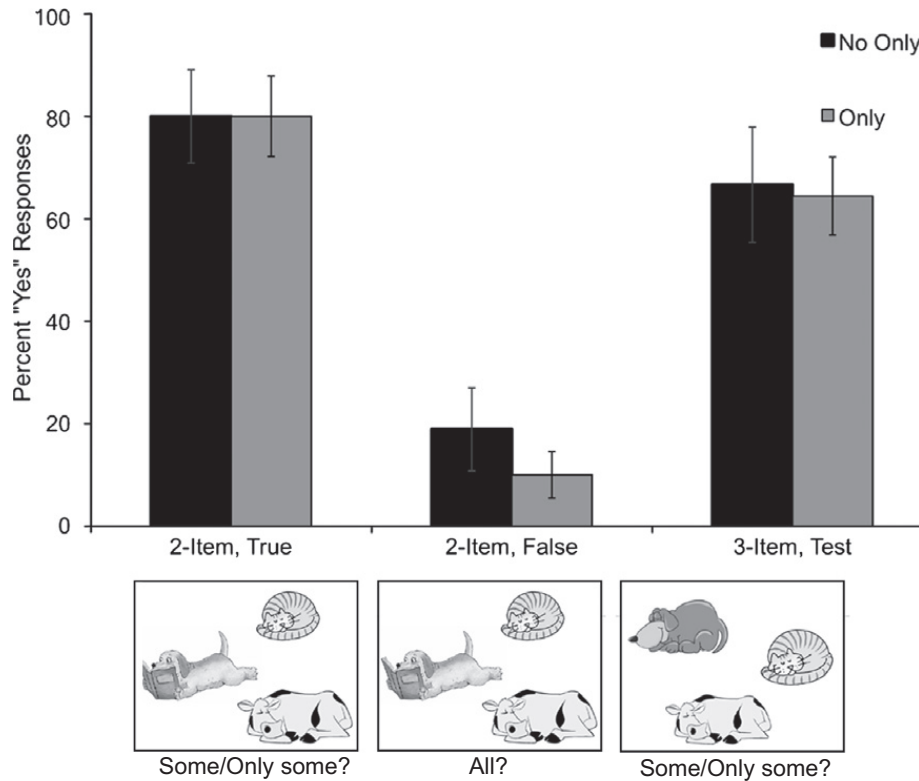 100
80
60
40
20
0
Percent "Yes" Responses
No Only
Only
2-Item, True
2-Item, False
3-Item, Test
Some/Only some?
All?
Some/Only some?